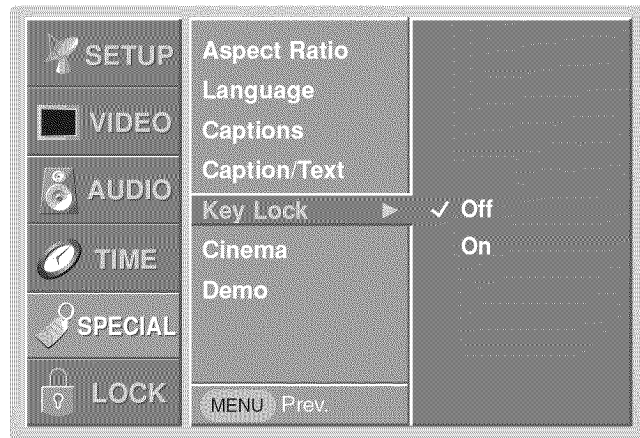 SETUP
VIDEO
AUDIO
TIME
SPECIAL
LOCK
Aspect Ratio
Language
Captions
Caption/Text
Key Lock
Cinema
Demo
MENU Prev.
Off
On